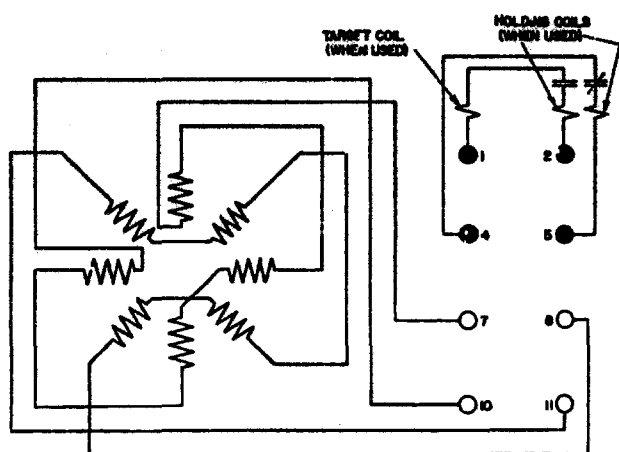 TARGET COIL
(WHEN USED)
HOLDING COILS
(WHEN USED)
1
2
4
5
7
8
10
11